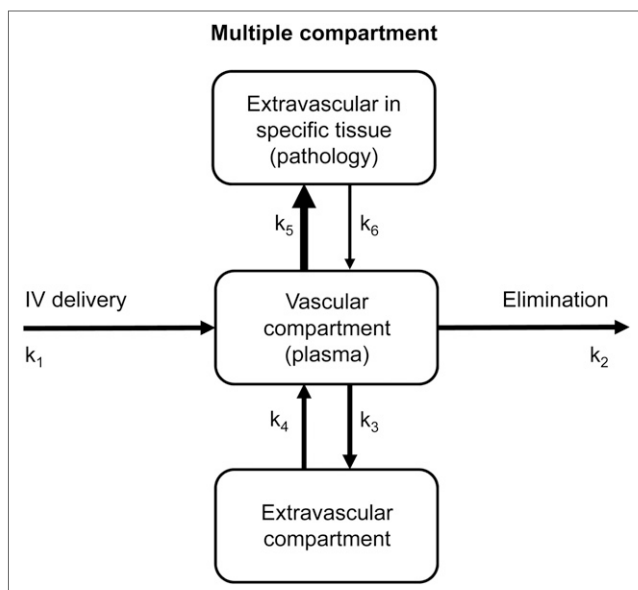 Multiple compartment
Extravascular in
specific tissue
(pathology)
k5
k6
IV delivery
k1
Vascular
compartment
(plasma)
Elimination
k2
k4
k3
Extravascular
compartment